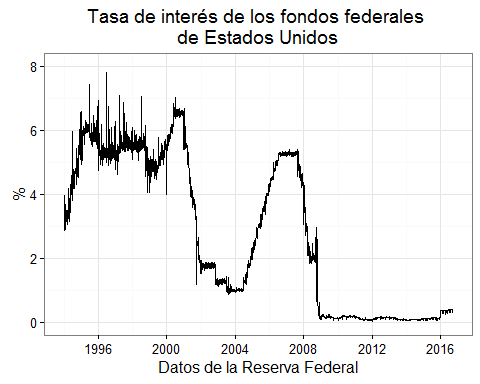 Tasa de interés de los fondos federales
de Estados Unidos
%
8
6
4
2
0
1996 2000 2004 2008 2012 2016
Datos de la Reserva Federal